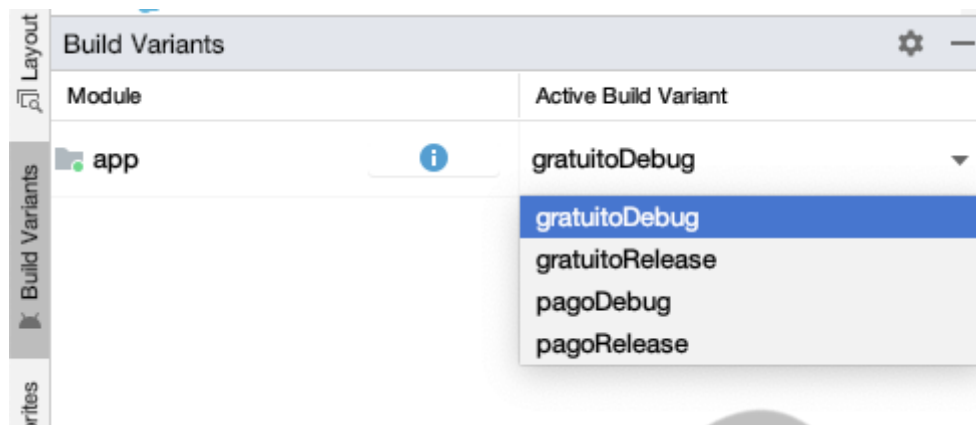 Layout
Build Variants
Module
Active Build Variant
app
gratuitoDebug
gratuitoDebug
gratuitoRelease
pagoDebug
pagoRelease
Build Variants